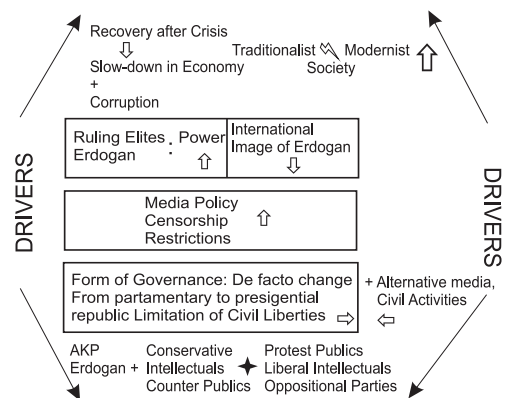 Recovery after Crisis
Slow-down in Economy
+
Corruption
Traditionalist Modernist
Society
Ruling Elites : Power
Erdogan
International
Image of Erdogan
Media Policy
Censorship
Restrictions
Form of Governance: De facto change
From partamentary to presigential
republic Limitation of Civil Liberties
+ Alternative media,
Civil Activities
AKP
Erdogan +
Conservative
Intellectuals
Counter Publics
Protest Publics
Liberal Intellectuals
Oppositional Parties
DRIVERS
DRIVERS